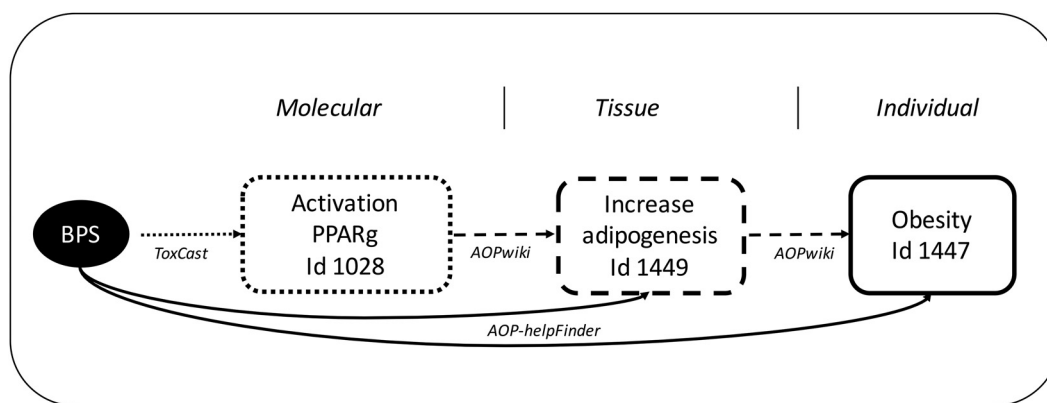 Molecular | Tissue | Individual
BPS
ToxCast
Activation
PPARg
Id 1028
AOPwiki
Increase
adipogenesis
Id 1449
AOPwiki
Obesity
Id 1447
AOP-helpFinder